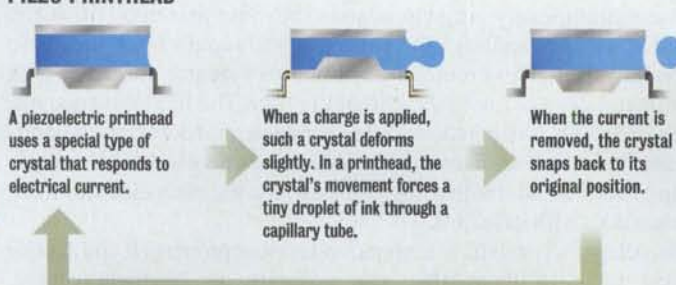 PIEZO PRINTHEAD
A piezoelectric printhead
uses a special type of
crystal that responds to
electrical current.
When a charge is applied,
such a crystal deforms
slightly. In a printhead, the
crystal's movement forces a
tiny droplet of ink through a
capillary tube.
When the current is
removed, the crystal
snaps back to its
original position.